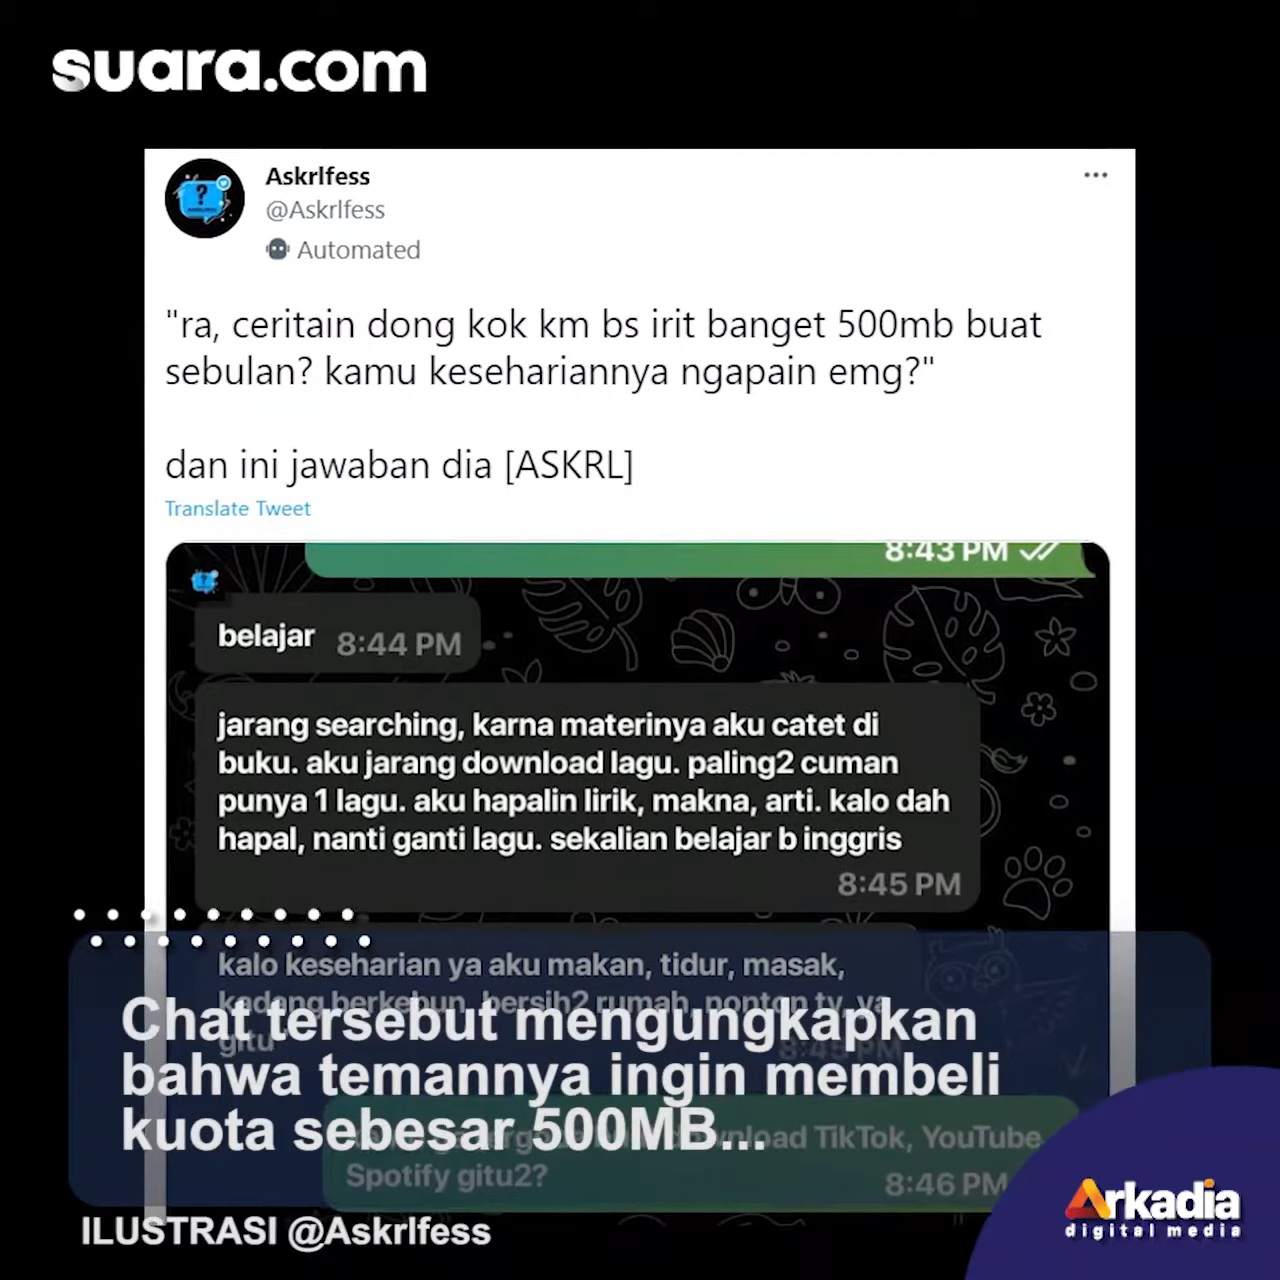 suara.com
Askrlfess
@Askrlfess
Automated
"ra, ceritain dong kok km bs irit banget 500mb buat
sebulan? kamu kesehariannya ngapain emg?"
dan ini jawaban dia [ASKRL]
Translate Tweet
8:43 PM
belajar 8:44 PM
jarang searching, karna materinya aku catet di
buku. aku jarang download lagu. paling2 cuman
punya 1 lagu. aku hapalin lirik, makna, arti. kalo dah
hapal, nanti ganti lagu. sekalian belajar b inggris
8:45 PM
kalo keseharian ya aku makan, tidur, masak,
kadang berkebun, bersih2 rumah, nonton tv, ya
gitu
8:45 PM
Chat tersebut mengungkapkan
bahwa temannya ingin membeli
kuota sebesar 500MB...
TikTok, YouTube
Spotify gitu2?
8:46 PM
ILUSTRASI @Askrlfess
Arkadia
digital media